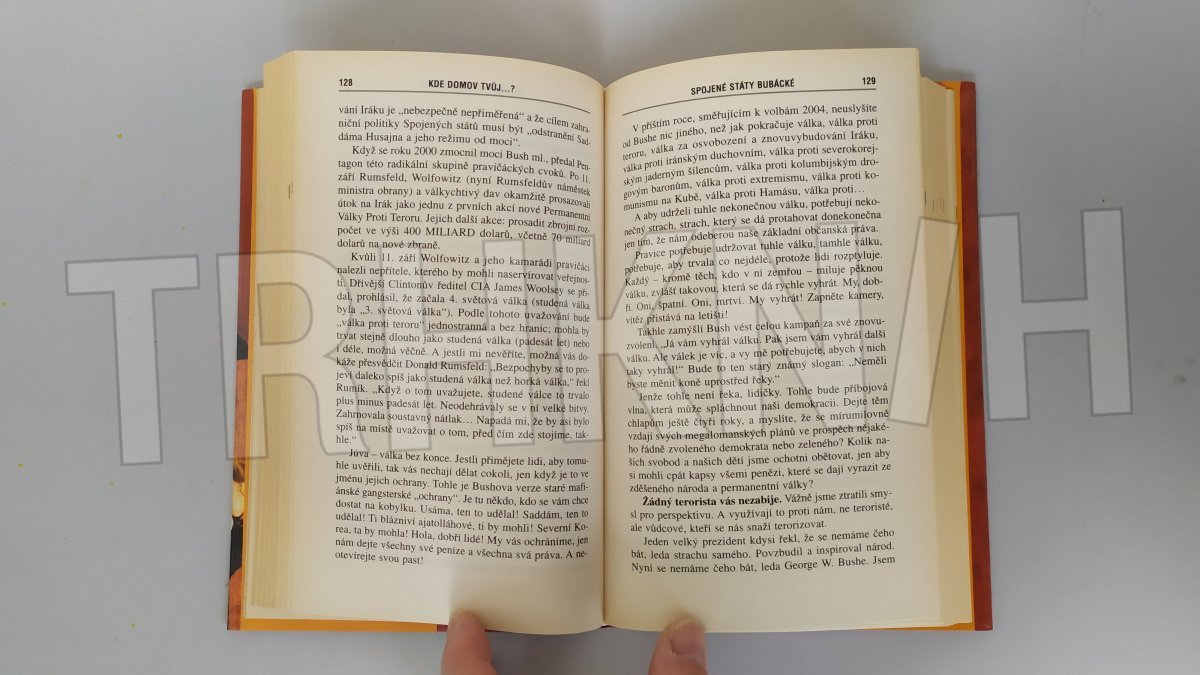 128
KDE DOMOV TVŮJ...?
vání Iráku je „nebezpečně nepřiměřená“ a že cílem zahra-
niční politiky Spojených států musí být „odstranění Sad-
dáma Husajna a jeho režimu od moci“.
Když se roku 2000 zmocnil moci Bush ml., předal Pen-
tagon této radikální skupině pravičáckých cvoků. Po 11.
září Rumsfeld, Wolfowitz (nyní Rumsfeldův náměstek
ministra obrany) a válkychtivý dav okamžitě prosazovali
útok na Irák jako jednu z prvních akcí nové Permanentní
Války Proti Teroru. Jejich další akce: prosadit zbrojní roz-
počet ve výši 400 MILIARD dolarů, včetně 70 miliard
dolarů na nové zbraně.
Kvůli 11. září Wolfowitz a jeho kamarádi pravičáci
nalezli nepřítele, kterého by mohli naservírovat veřejnos-
ti. Dřívější Clintonův ředitel CIA James Woolsey se při-
dal, prohlásil, že začala 4. světová válka (studená válka
byla „3. světová válka“). Podle tohoto uvažování bude
„válka proti teroru“ jednostranná a bez hranic; mohla by
trvat stejně dlouho jako studená válka (padesát let) nebo
i déle, možná věčně. A jestli mi nevěříte, možná vás do-
káže přesvědčit Donald Rumsfeld: „Bezpochyby se to pro-
jeví daleko spíš jako studená válka než horká válka,“ řekl
Rumík. „Když o tom uvažujete, studené válce to trvalo
plus minus padesát let. Neodehrávaly se v ní velké bitvy.
Zahrnovala soustavný nátlak... Napadá mi, že by asi bylo
spíš na místě uvažovat o tom, před čím zde stojíme, tak-
hle.“
Júva – válka bez konce. Jestli přimějete lidi, aby tomu-
hle uvěřili, tak vás nechají dělat cokoli, jen když je to ve
jménu jejich ochrany. Tohle je Bushova verze staré mafi-
ánské gangsterské „ochrany“. Je tu někdo, kdo se vám chce
dostat na kobylku. Usáma, ten to udělal! Saddám, ten to
udělal! Ti blázniví ajatolláhové, ti by mohli! Severní Ko-
rea, ta by mohla! Hola, dobří lidé! My vás ochráníme, jen
nám dejte všechny své peníze a všechna svá práva. A ne-
otevírejte svou past!
SPOJENÉ STÁTY BUBÁCKÉ
129
V příštím roce, směřujícím k volbám 2004, neuslyšíte
od Bushe nic jiného, než jak pokračuje válka, válka proti
teroru, válka za osvobození a znovuvybudování Iráku,
válka proti íránským duchovním, válka proti severokorej-
ským jaderným šílencům, válka proti kolumbijským dro-
govým baronům, válka proti extremismu, válka proti ko-
munismu na Kubě, válka proti Hamásu, válka proti...
A aby udrželi tuhle nekonečnou válku, potřebují neko-
nečný strach, strach, který se dá protahovat donekonečna
jen tím, že nám odeberou naše základní občanská práva.
Pravice potřebuje udržovat tuhle válku, tamhle válku,
potřebuje, aby trvala co nejdéle, protože lidi rozptyluje.
Každý – kromě těch, kdo v ní zemřou – miluje pěknou
válku, zvlášť takovou, která se dá rychle vyhrát. My, dob-
ří. Oni, špatní. Oni, mrtví. My vyhrát! Zapněte kamery,
vítěz přistává na letišti!
Takhle zamýšlí Bush vést celou kampaň za své znovu-
zvolení. „Já vám vyhrál válku. Pak jsem vám vyhrál další
válku. Ale válek je víc, a vy mě potřebujete, abych v nich
taky vyhrál!“ Bude to ten starý známý slogan: „Neměli
byste měnit koně uprostřed řeky.“
Jenže tohle není řeka, lidičky. Tohle bude příbojová
vlna, která může spláchnout naši demokracii. Dejte těm
chlapům ještě čtyři roky, a myslíte, že se mírumilovně
vzdají svých megalomanských plánů ve prospěch nějaké-
ho řádně zvoleného demokrata nebo zeleného? Kolik na-
šich svobod a našich dětí jsme ochotni obětovat, jen aby
si mohli cpát kapsy všemi penězi, které se dají vyrazit ze
zděšeného národa a permanentní války?
Žádný terorista vás nezabije. Vážně jsme ztratili smy-
sl pro perspektivu. A využívají to proti nám, ne teroristé,
ale vůdcové, kteří se nás snaží terorizovat.
Jeden velký prezident kdysi řekl, že se nemáme čeho
bát, leda strachu samého. Povzbudil a inspiroval národ.
Nyní se nemáme čeho bát, leda George W. Bushe. Jsem
TRHKNIH